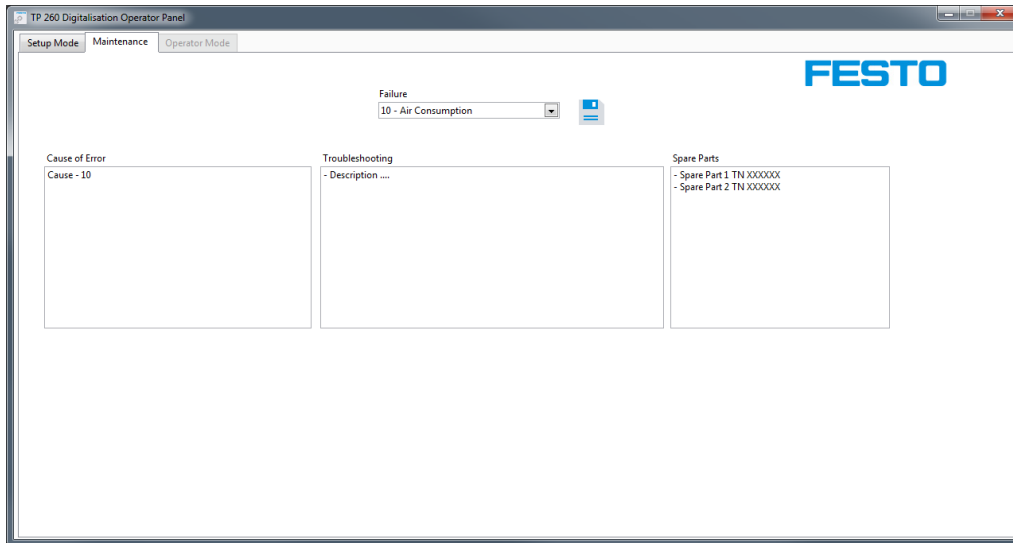 TP 260 Digitalisation Operator Panel
Setup Mode Maintenance Operator Mode
FESTO
Failure
10 - Air Consumption
Cause of Error
Cause - 10
Troubleshooting
- Description ....
Spare Parts
- Spare Part 1 TN XXXXXX
- Spare Part 2 TN XXXXXX